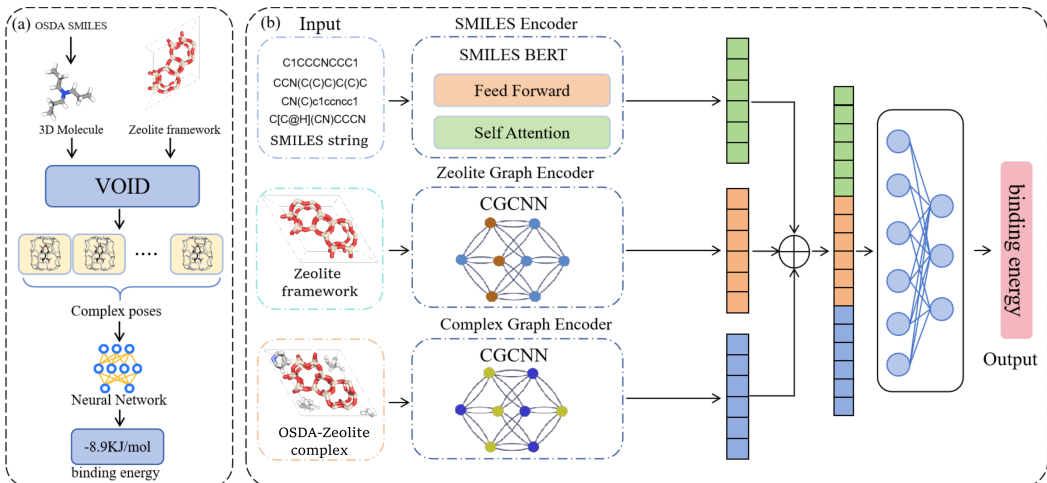 (a)
OSDA SMILES
3D Molecule
Zeolite framework
VOID
....
Complex poses
Neural Network
-8.9KJ/mol
binding energy
(b)
Input
C1CCCNCCC1
CCN(C(C)C)C(C)C
CN(C)c1ccncc1
C[C@H](CN)CCCN
SMILES string
SMILES Encoder
SMILES BERT
Feed Forward
Self Attention
Zeolite
framework
Zeolite Graph Encoder
CGCNN
OSDA-Zeolite
complex
Complex Graph Encoder
CGCNN
binding energy
Output